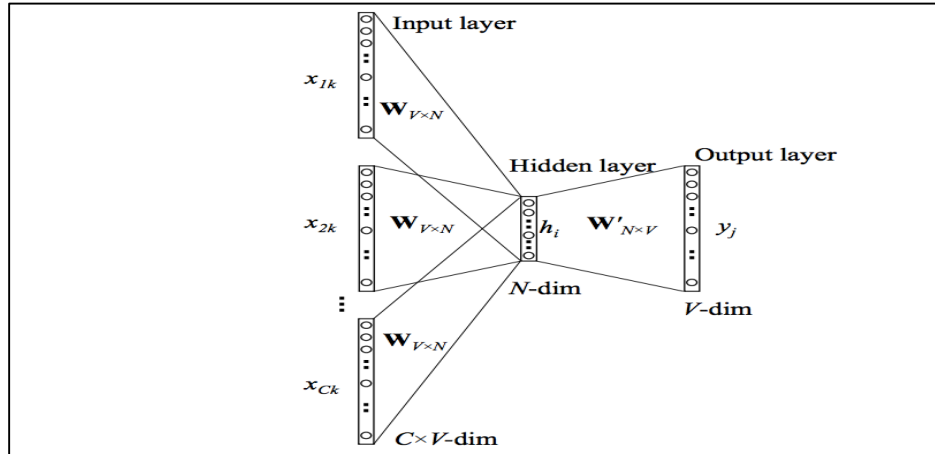 Input layer
x1k
WV×N
Hidden layer
Output layer
x2k
WV×N
hi
W'N×V
yj
N-dim
V-dim
WV×N
xCk
C×V-dim